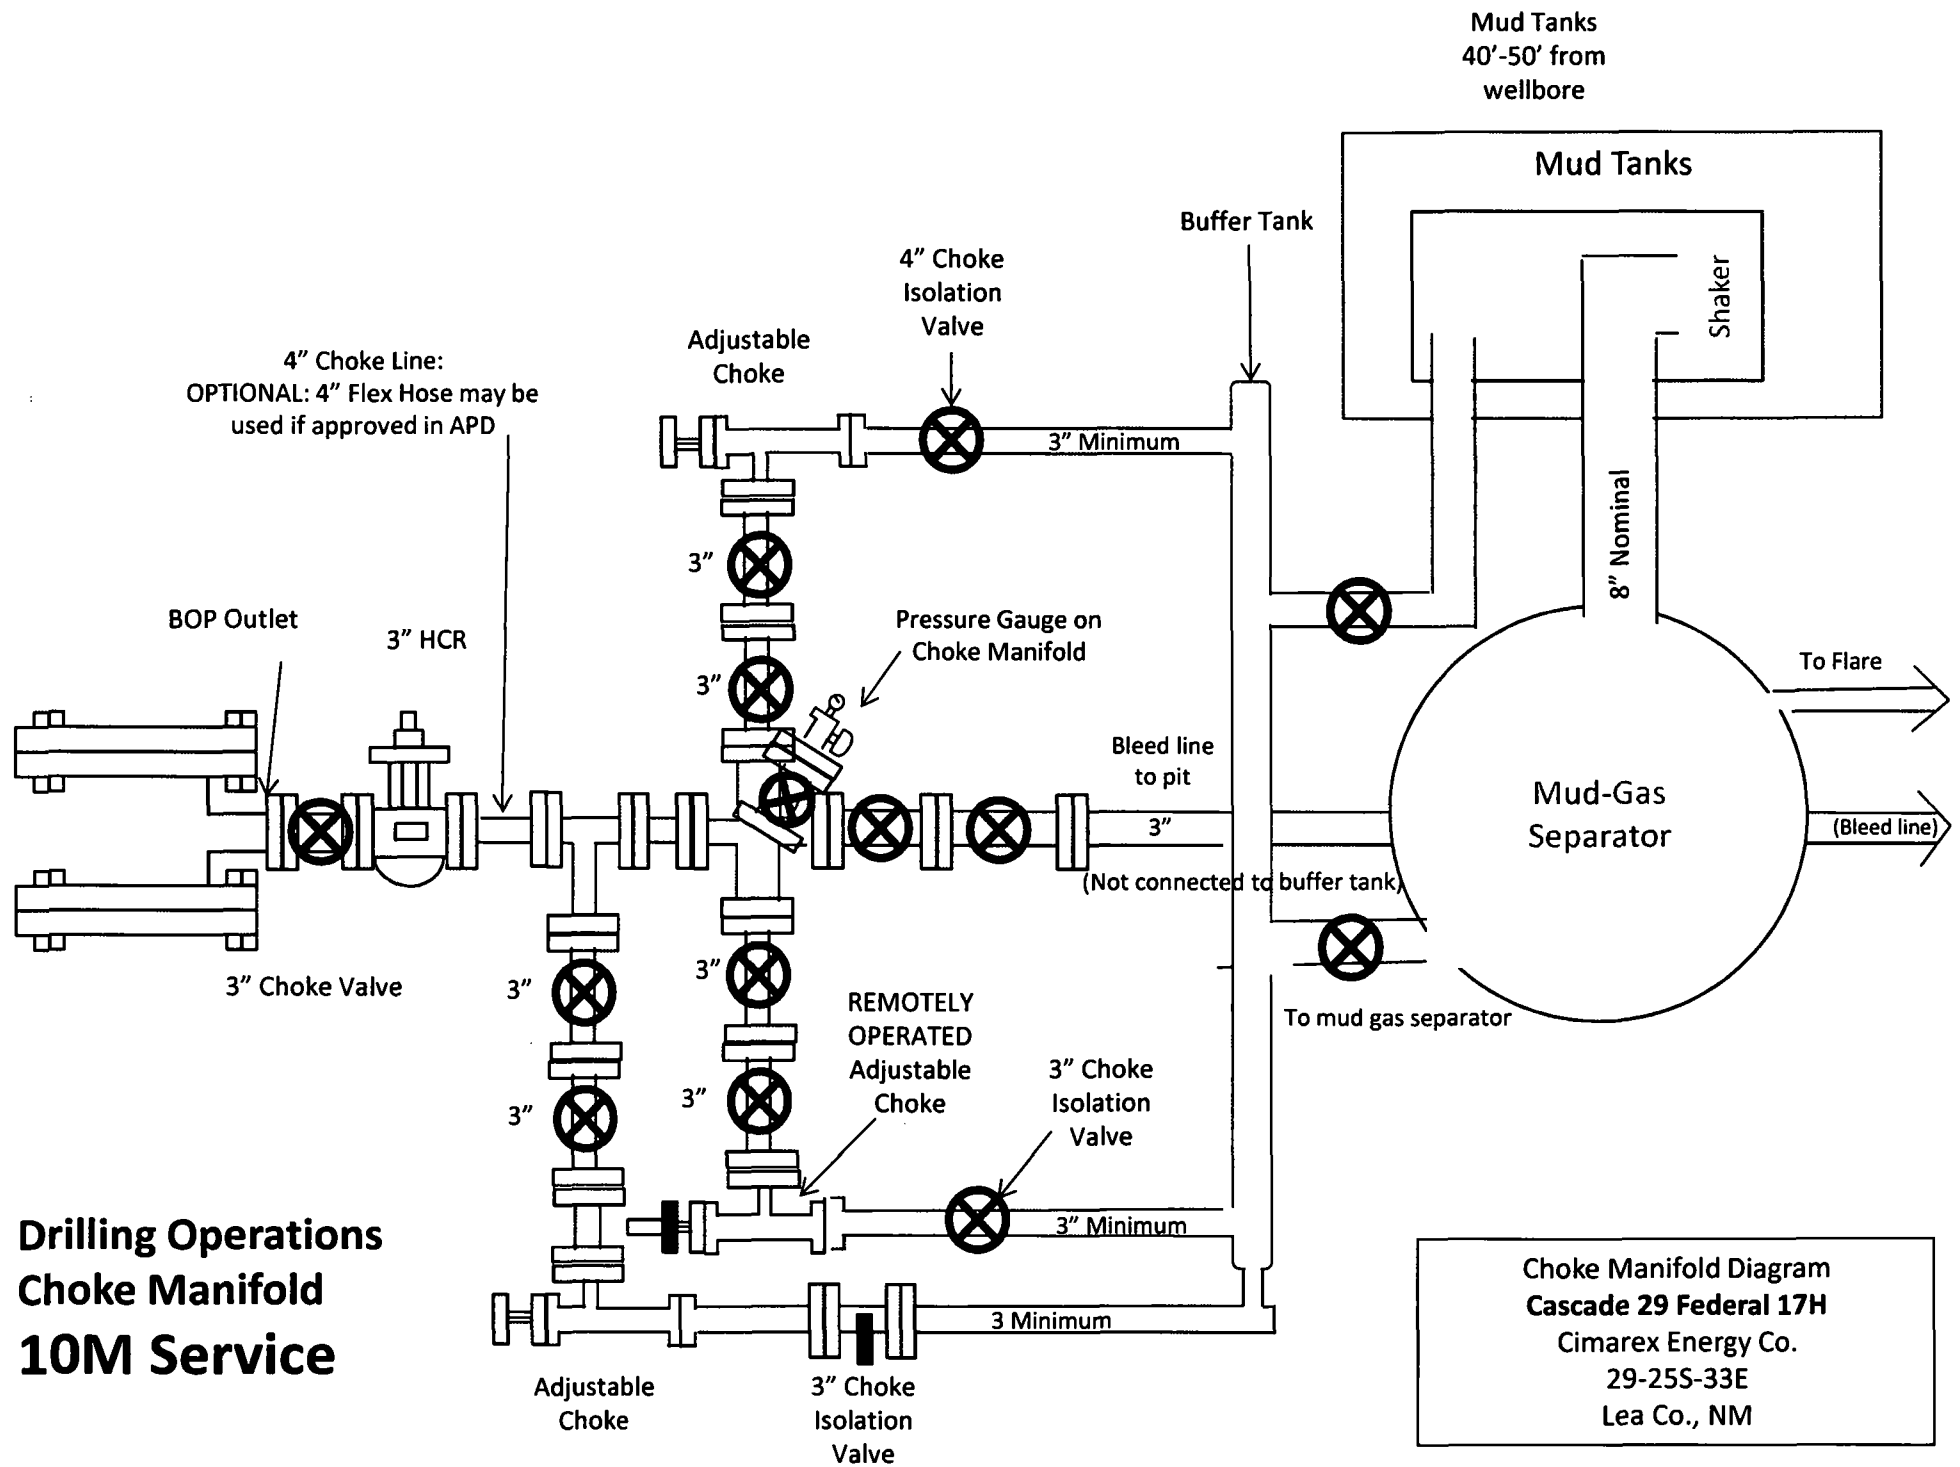 Mud Tanks
40'-50' from
wellbore
Mud Tanks
Shaker
Buffer Tank
4" Choke
Isolation
Valve
Adjustable
Choke
4" Choke Line:
OPTIONAL: 4" Flex Hose may be
used if approved in APD
3" Minimum
8" Nominal
3"
BOP Outlet
3" HCR
Pressure Gauge on
Choke Manifold
3"
To Flare
Bleed line
to pit
Mud-Gas
Separator
3"
(Bleed line)
(Not connected to buffer tank)
3" Choke Valve
3"
3"
REMOTELY
OPERATED
Adjustable
Choke
To mud gas separator
3"
3"
3" Choke
Isolation
Valve
3" Minimum
3 Minimum
Adjustable
Choke
3" Choke
Isolation
Valve
Drilling Operations
Choke Manifold
10M Service
Choke Manifold Diagram
Cascade 29 Federal 17H
Cimarex Energy Co.
29-25S-33E
Lea Co., NM